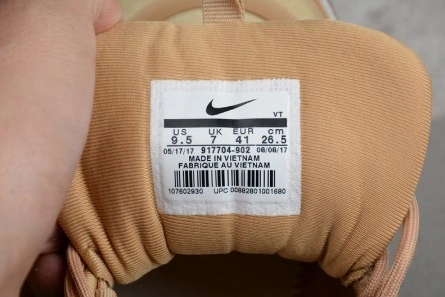 VT
US UK EUR cm
9.5 7 41 26.5
05/17/17 917704-902 08/08/17
MADE IN VIETNAM
FABRIQUE AU VIETNAM
107602930 UPC 00882801001680